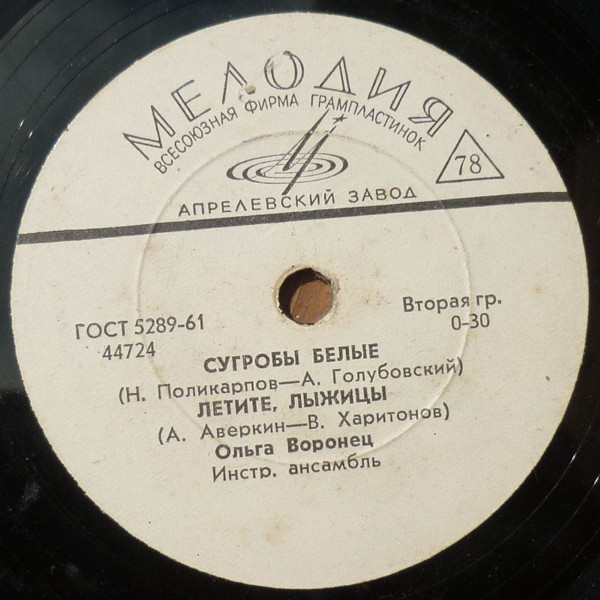 МЕЛОДИЯ
ВСЕСОЮЗНАЯ ФИРМА ГРАМПЛАСТИНОК
78
АПРЕЛЕВСКИЙ ЗАВОД
ГОСТ 5289-61
44724
Вторая гр.
0-30
СУГРОБЫ БЕЛЫЕ
(Н. Поликарпов—А. Голубовский)
ЛЕТИТЕ, ЛЫЖИЦЫ
(А. Аверкин—В. Харитонов)
Ольга Воронец
Инстр. ансамбль